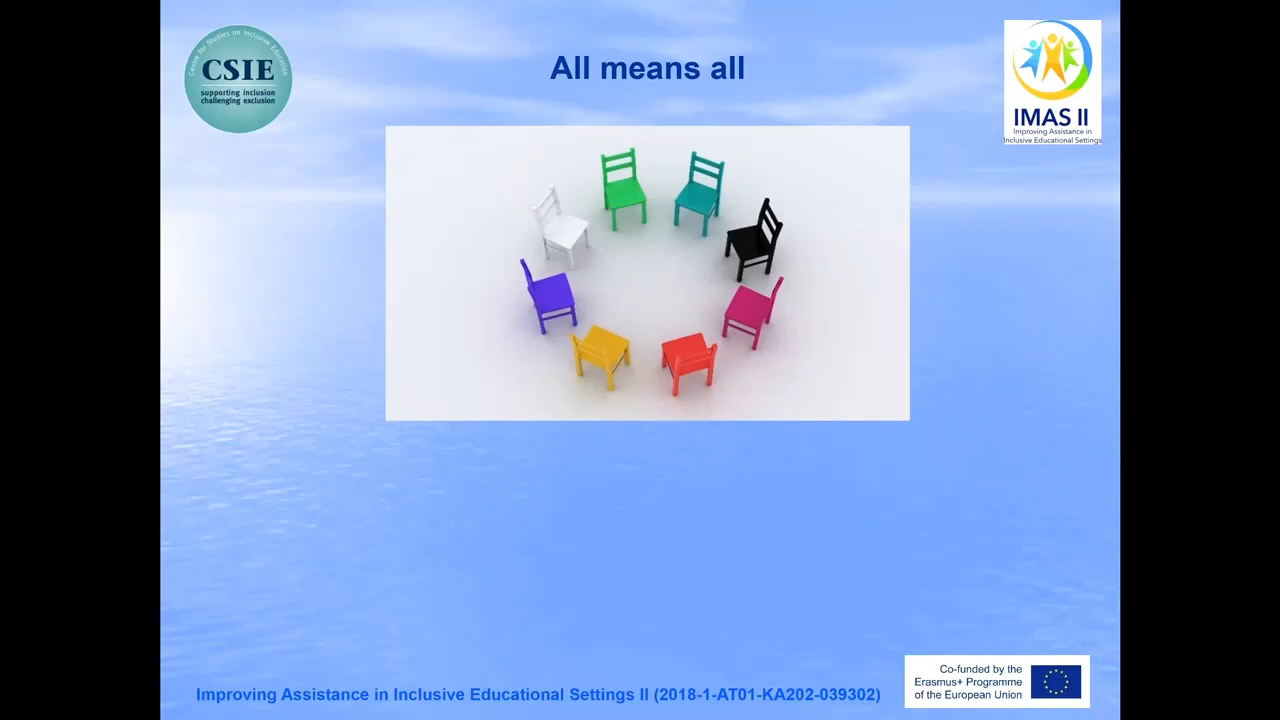 Centre for Studies on Inclusive Education
CSIE
supporting inclusion
challenging exclusion
All means all
IMAS II
Improving Assistance in
Inclusive Educational Settings
Improving Assistance in Inclusive Educational Settings II (2018-1-AT01-KA202-039302)
Co-funded by the
Erasmus+ Programme
of the European Union